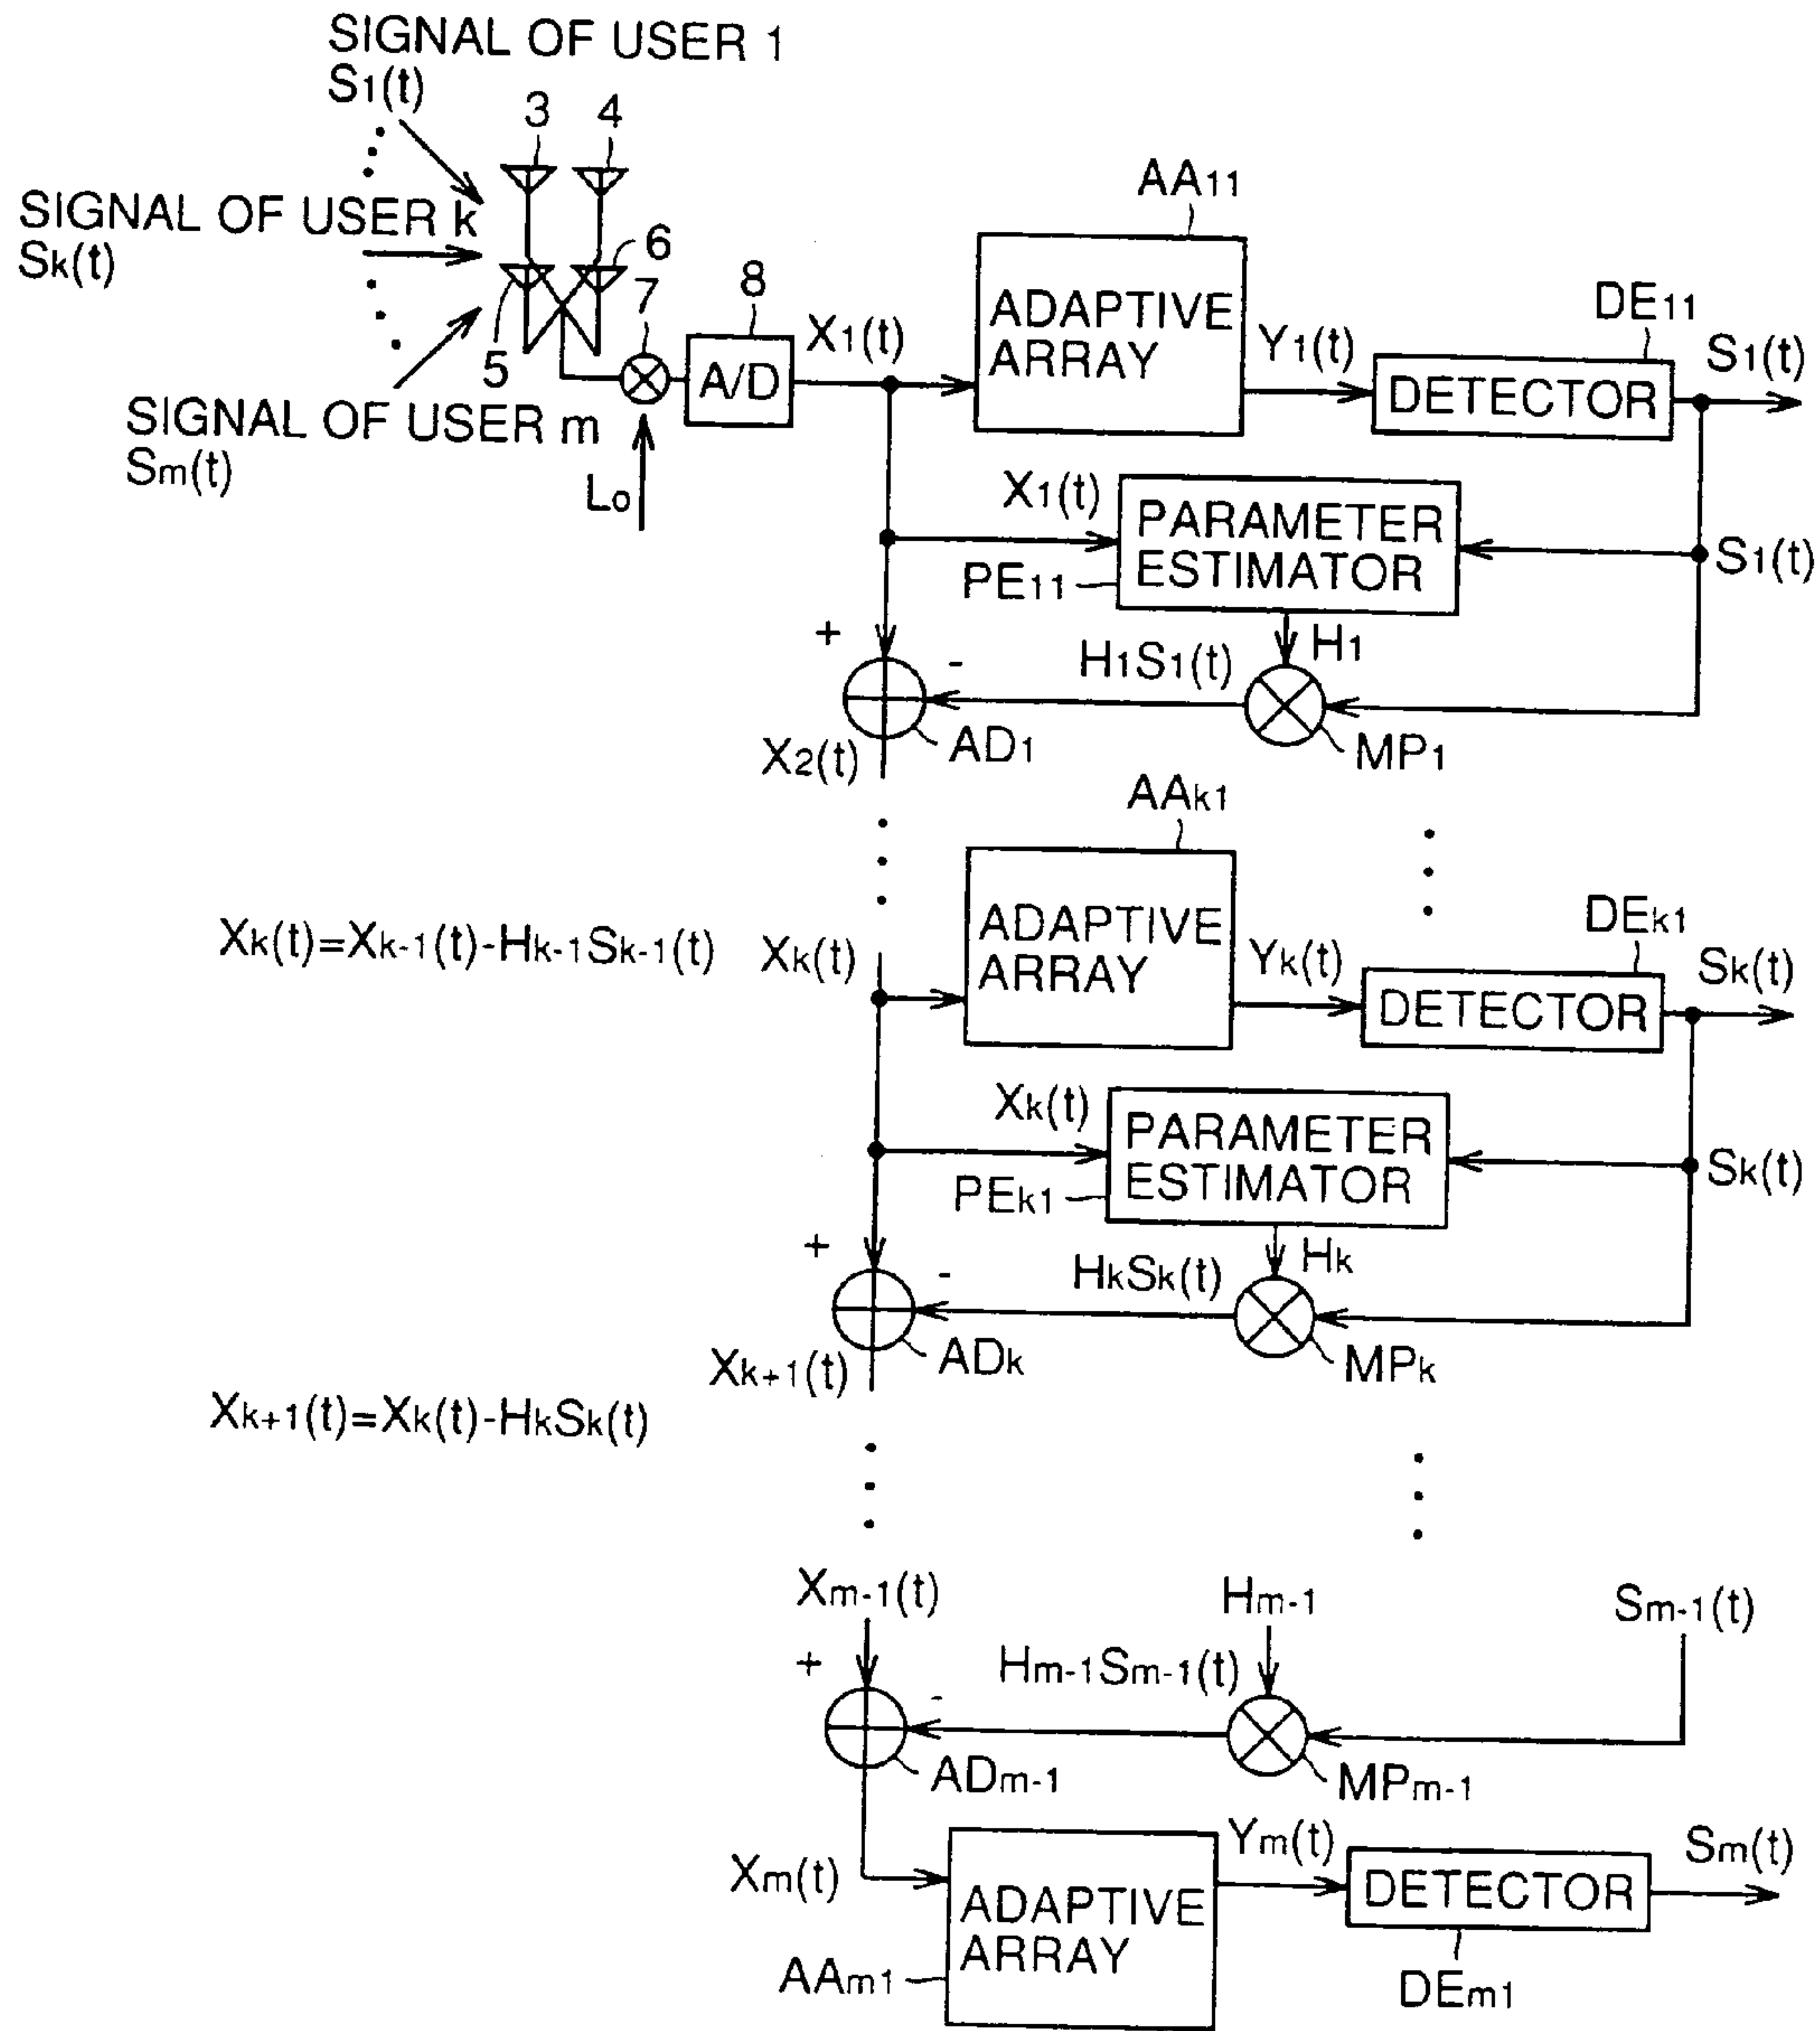 SIGNAL OF USER 1
S1(t)
3
4
SIGNAL OF USER k
Sk(t)
5
6
7
8
SIGNAL OF USER m
Sm(t)
Lo
A/D
X1(t)
AA11
ADAPTIVE
ARRAY
Y1(t)
DE11
DETECTOR
S1(t)
X1(t)
PARAMETER
ESTIMATOR
PE11
S1(t)
+
-
H1S1(t)
H1
X2(t)
AD1
MP1
AAk1
Xk(t)=Xk-1(t)-Hk-1Sk-1(t)
Xk(t)
ADAPTIVE
ARRAY
Yk(t)
DEk1
DETECTOR
Sk(t)
Xk(t)
PARAMETER
ESTIMATOR
PEk1
Sk(t)
+
-
HkSk(t)
Hk
Xk+1(t)
ADk
MPk
Xk+1(t)=Xk(t)-HkSk(t)
Xm-1(t)
Hm-1
Sm-1(t)
+
-
Hm-1Sm-1(t)
ADm-1
MPm-1
Xm(t)
ADAPTIVE
ARRAY
AAm1
Ym(t)
DETECTOR
DEm1
Sm(t)